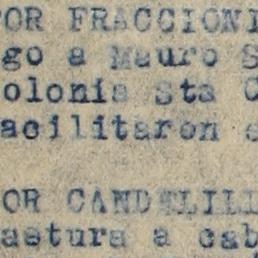 OR FRACCIONI
go a Mauro S
olonia Sta C
acilitaron e
OR CANDELILL
astura a cab